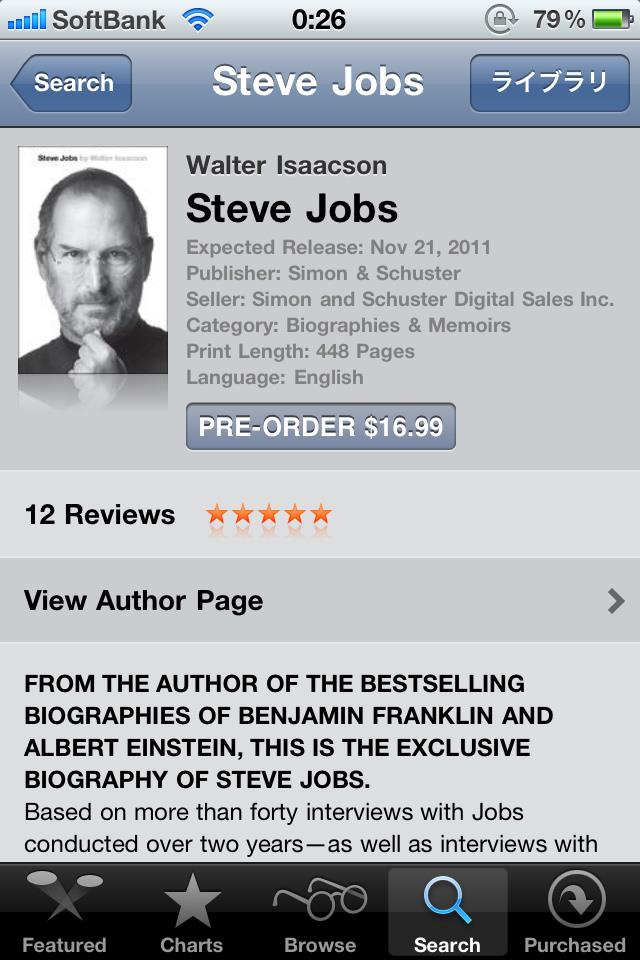 SoftBank 0:26 79%
Search Steve Jobs ライブラリ
Steve Jobs by Walter Isaacson
Walter Isaacson
Steve Jobs
Expected Release: Nov 21, 2011
Publisher: Simon & Schuster
Seller: Simon and Schuster Digital Sales Inc.
Category: Biographies & Memoirs
Print Length: 448 Pages
Language: English
PRE-ORDER $16.99
12 Reviews
View Author Page
FROM THE AUTHOR OF THE BESTSELLING
BIOGRAPHIES OF BENJAMIN FRANKLIN AND
ALBERT EINSTEIN, THIS IS THE EXCLUSIVE
BIOGRAPHY OF STEVE JOBS.
Based on more than forty interviews with Jobs
conducted over two years—as well as interviews with
Featured Charts Browse Search Purchased